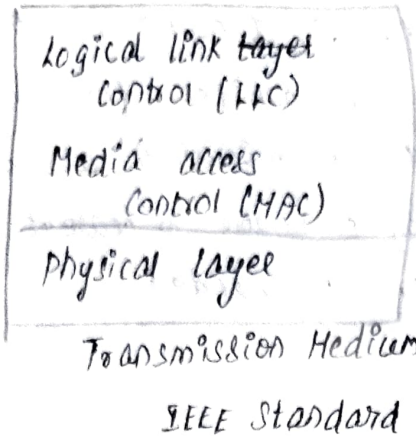 Logical link layer
Control (LLC)
Media access
Control (MAC)
Physical layer
Transmission Medium
IEEE Standard